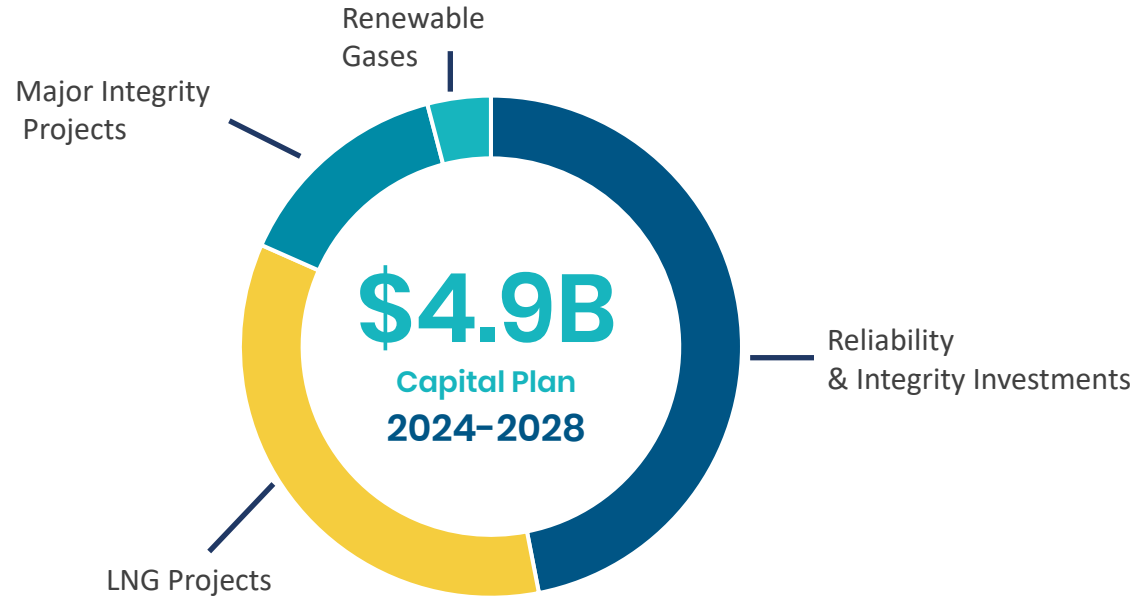 Renewable
Gases
Major Integrity
Projects
$4.9B
Capital Plan
2024-2028
Reliability
& Integrity Investments
LNG Projects